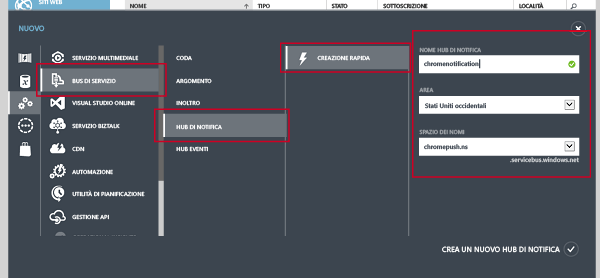 SITI WEB
NOME
TIPO
STATO
SOTTOSCRIZIONE
LOCALITÀ
NUOVO
SERVIZIO MULTIMEDIALE
BUS DI SERVIZIO
VISUAL STUDIO ONLINE
SERVIZIO BIZTALK
CDN
AUTOMAZIONE
UTILITÀ DI PIANIFICAZIONE
GESTIONE API
CODA
ARGOMENTO
INOLTRO
HUB DI NOTIFICA
HUB EVENTI
CREAZIONE RAPIDA
NOME HUB DI NOTIFICA
chromenotification
AREA
Stati Uniti occidentali
SPAZIO DEI NOMI
chromepush.ns
.servicebus.windows.net
CREA UN NUOVO HUB DI NOTIFICA